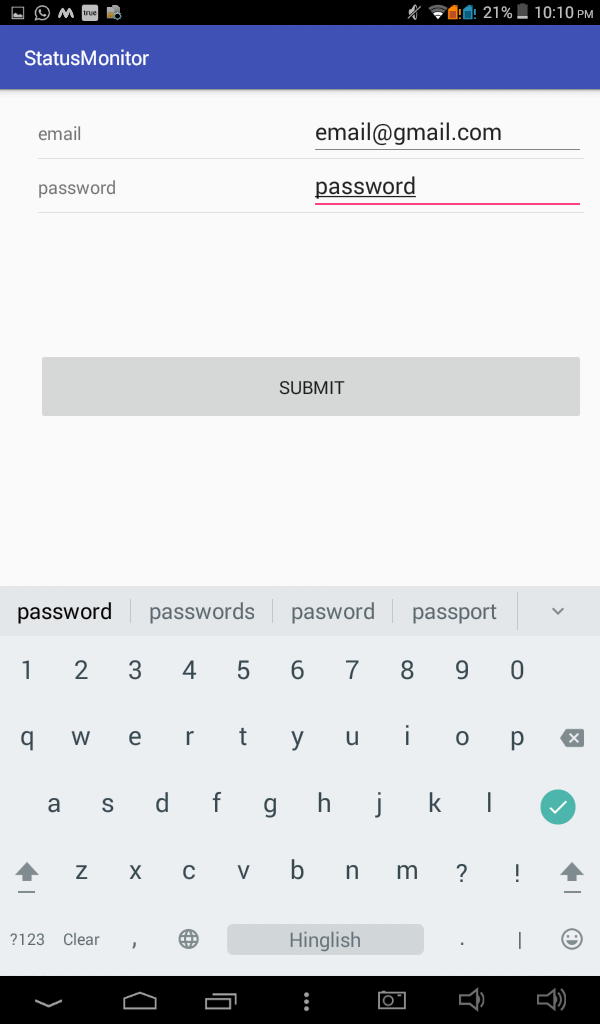 true 21% 10:10 PM
StatusMonitor
email email@gmail.com
password password
SUBMIT
password passwords pasword passport
1 2 3 4 5 6 7 8 9 0
q w e r t y u i o p
a s d f g h j k l
z x c v b n m ? !
?123 Clear , Hinglish . |